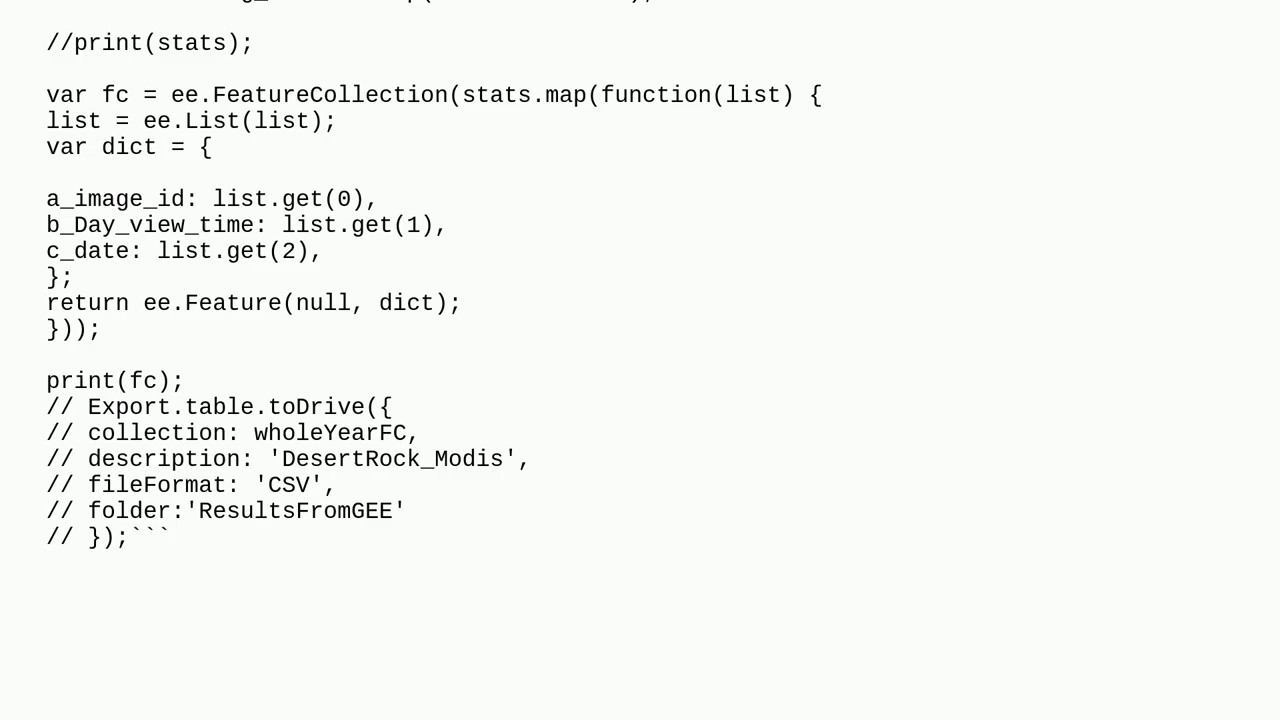 //print(stats);
var fc = ee.FeatureCollection(stats.map(function(list) {
list = ee.List(list);
var dict = {
a_image_id: list.get(0),
b_Day_view_time: list.get(1),
c_date: list.get(2),
};
return ee.Feature(null, dict);
}));
print(fc);
// Export.table.toDrive({
// collection: wholeYearFC,
// description: 'DesertRock_Modis',
// fileFormat: 'CSV',
// folder:'ResultsFromGEE'
// });```